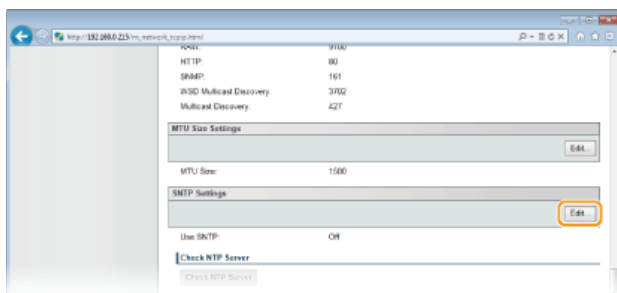 http://192.168.0.215/m_network_tcpip.html
RAW: 9100
HTTP: 80
SNMP: 161
WSD Multicast Discovery: 3702
Multicast Discovery: 427
MTU Size Settings
Edit...
MTU Size: 1500
SNTP Settings
Edit...
Use SNTP: Off
Check NTP Server
Check NTP Server